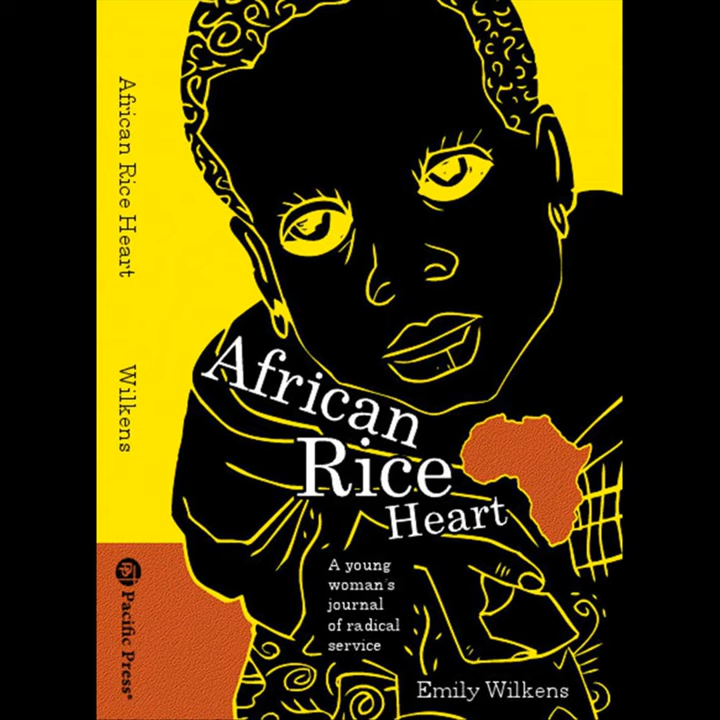 African Rice Heart
Wilkens
Pacific Press®
African
Rice
Heart
A young
woman's
journal
of radical
service
Emily Wilkens